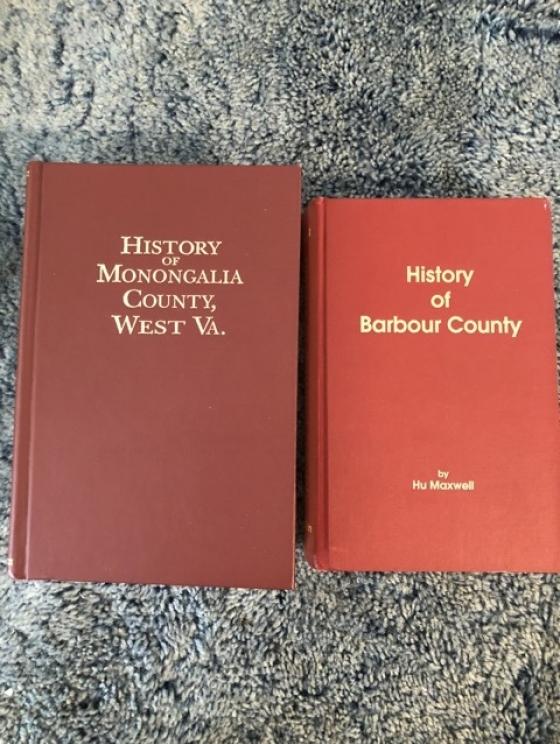 HISTORY
OF
MONONGALIA
COUNTY,
WEST VA.
History
of
Barbour County
by
Hu Maxwell